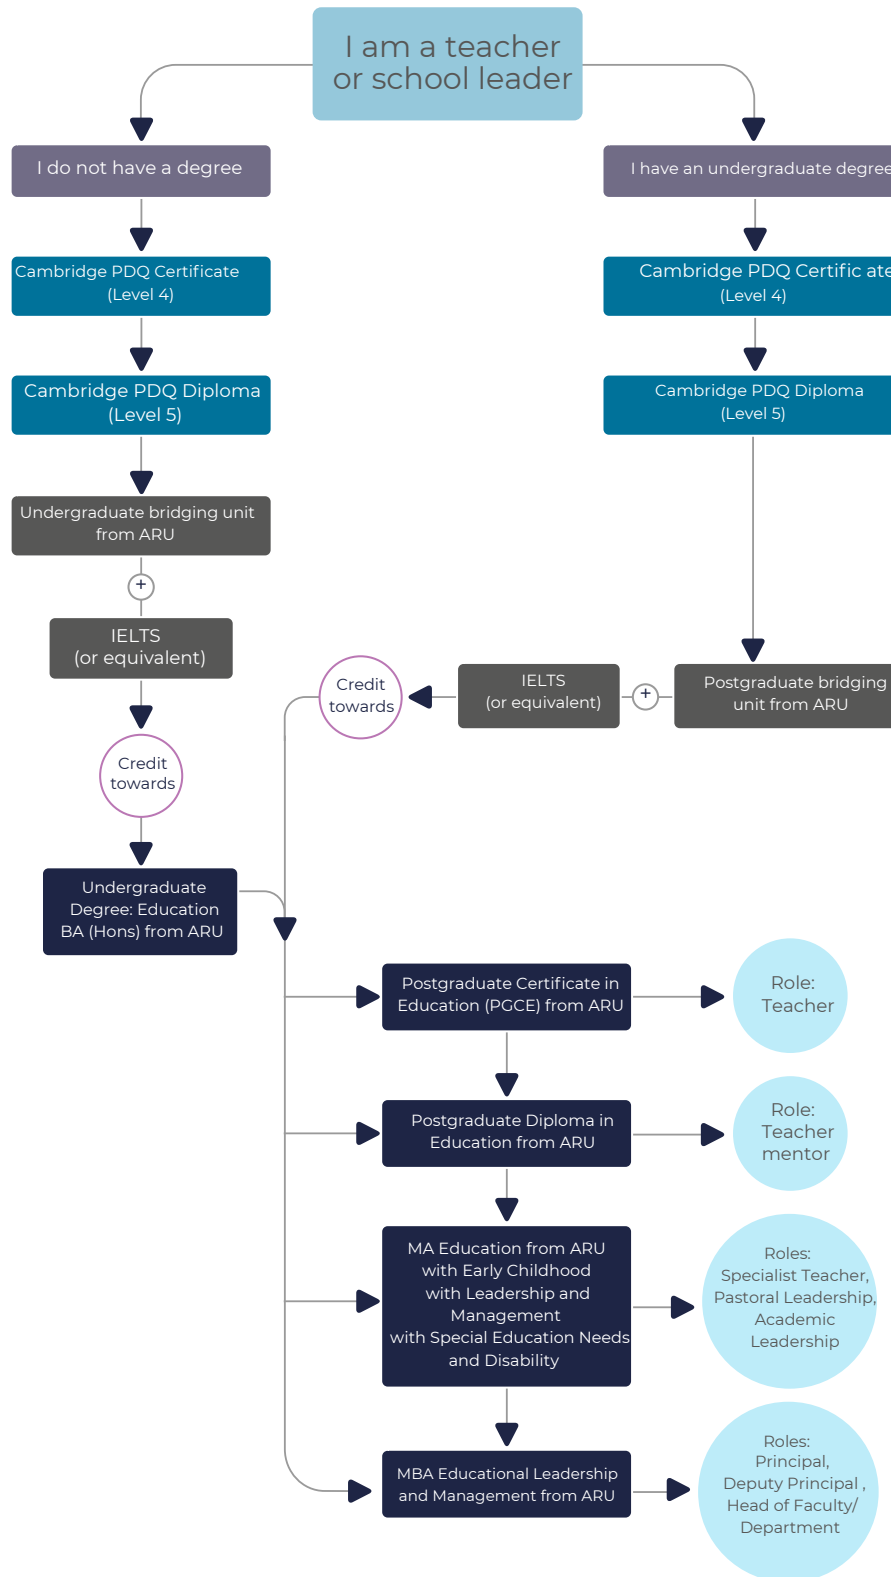 I am a teacher
or school leader
I do not have a degree
I have an undergraduate degree
Cambridge PDQ Certificate
(Level 4)
Cambridge PDQ Certific ate
(Level 4)
Cambridge PDQ Diploma
(Level 5)
Cambridge PDQ Diploma
(Level 5)
Undergraduate bridging unit
from ARU
+
IELTS
(or equivalent)
Credit
towards
IELTS
(or equivalent)
+
Postgraduate bridging
unit from ARU
Credit
towards
Undergraduate
Degree: Education
BA (Hons) from ARU
Postgraduate Certificate in
Education (PGCE) from ARU
Role:
Teacher
Postgraduate Diploma in
Education from ARU
Role:
Teacher
mentor
MA Education from ARU
with Early Childhood
with Leadership and
Management
with Special Education Needs
and Disability
Roles:
Specialist Teacher,
Pastoral Leadership,
Academic
Leadership
MBA Educational Leadership
and Management from ARU
Roles:
Principal,
Deputy Principal ,
Head of Faculty/
Department